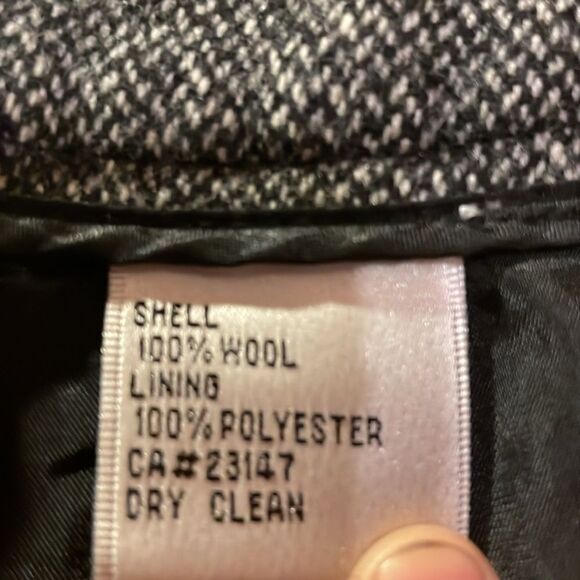 SHELL
100% WOOL
LINING
100% POLYESTER
CA#23147
DRY CLEAN